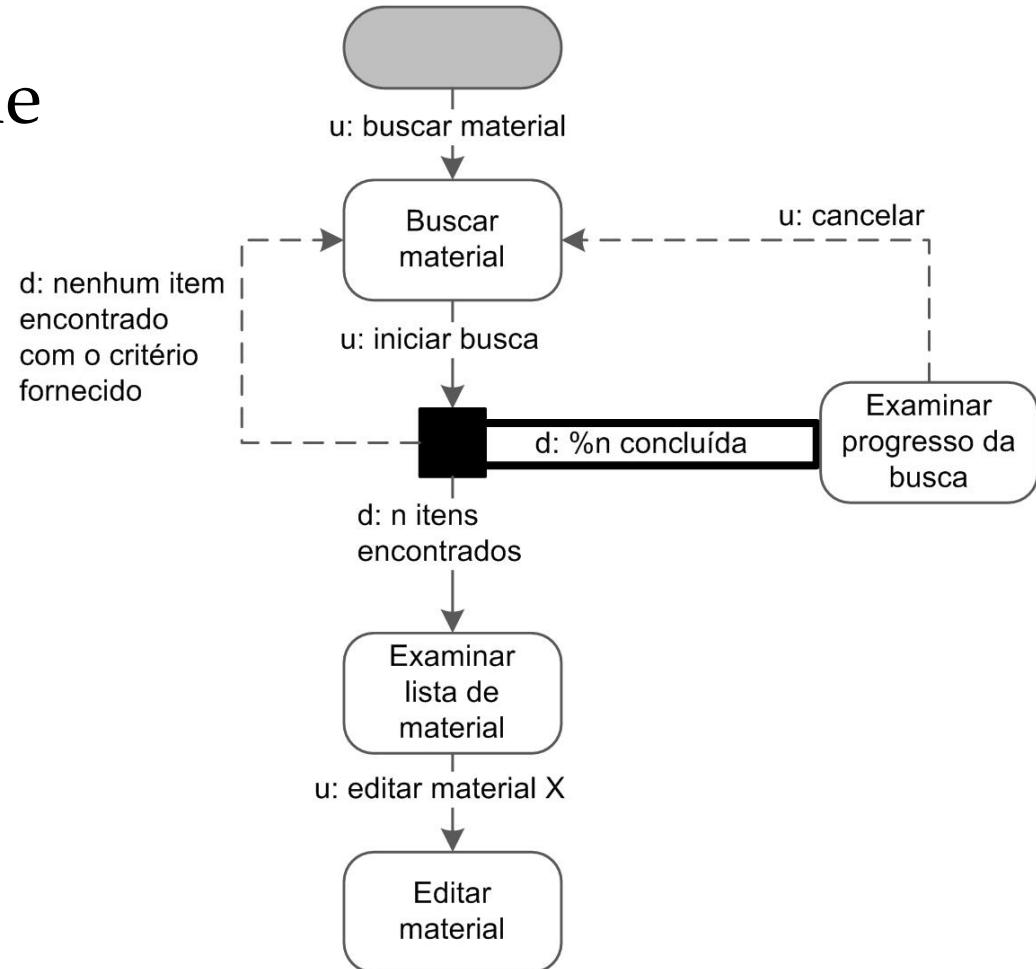 u: buscar material
Buscar
material
u: cancelar
d: nenhum item
encontrado
com o critério
fornecido
u: iniciar busca
d: %n concluída
Examinar
progresso da
busca
d: n itens
encontrados
Examinar
lista de
material
u: editar material X
Editar
material